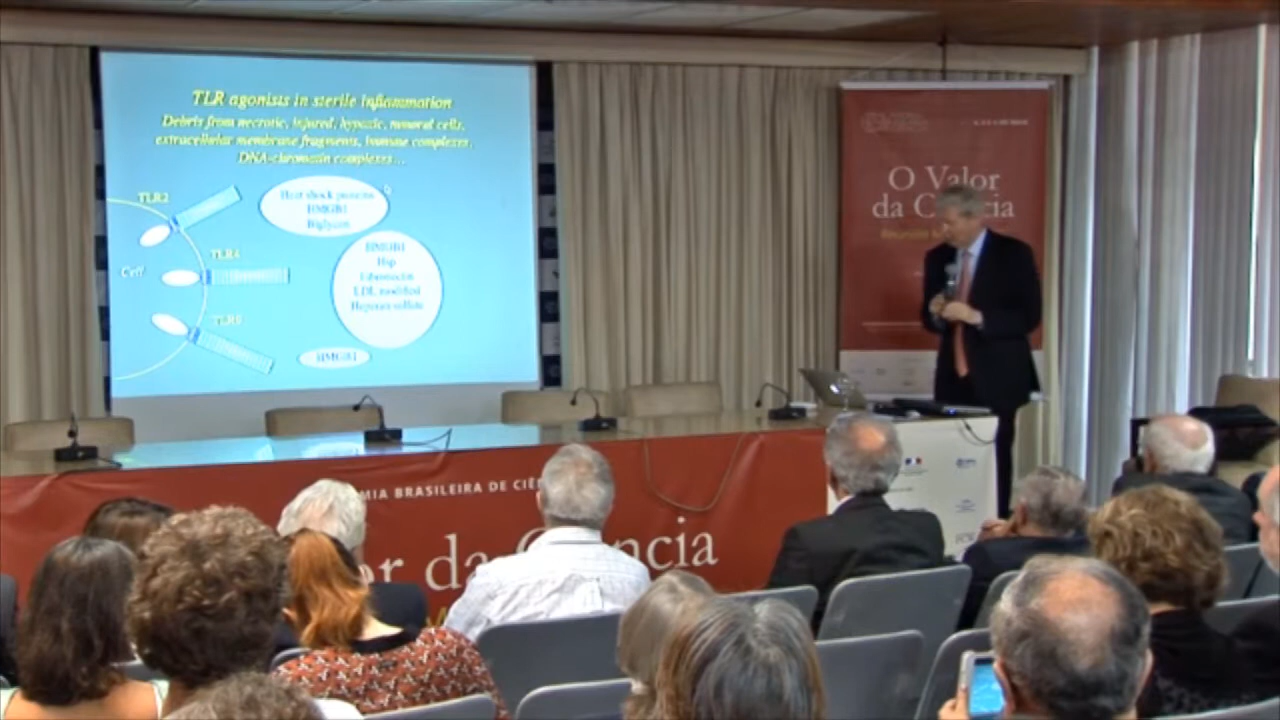 TLR agonists in sterile inflammation
Debris from necrotic, injured, hypoxic, tumoral cells,
extracellular membrane fragments, immune complexes,
DNA-chromatin complexes...
TLR2
Heat shock proteins
HMGB1
Biglycan
TLR4
Cell
HMGB1
Hsp
Fibronectin
LDL modified
Heparan sulfate
HMGB1
O Valor
da C ncia
MIA BRASILEIRA DE CIÊ
or da Ciência